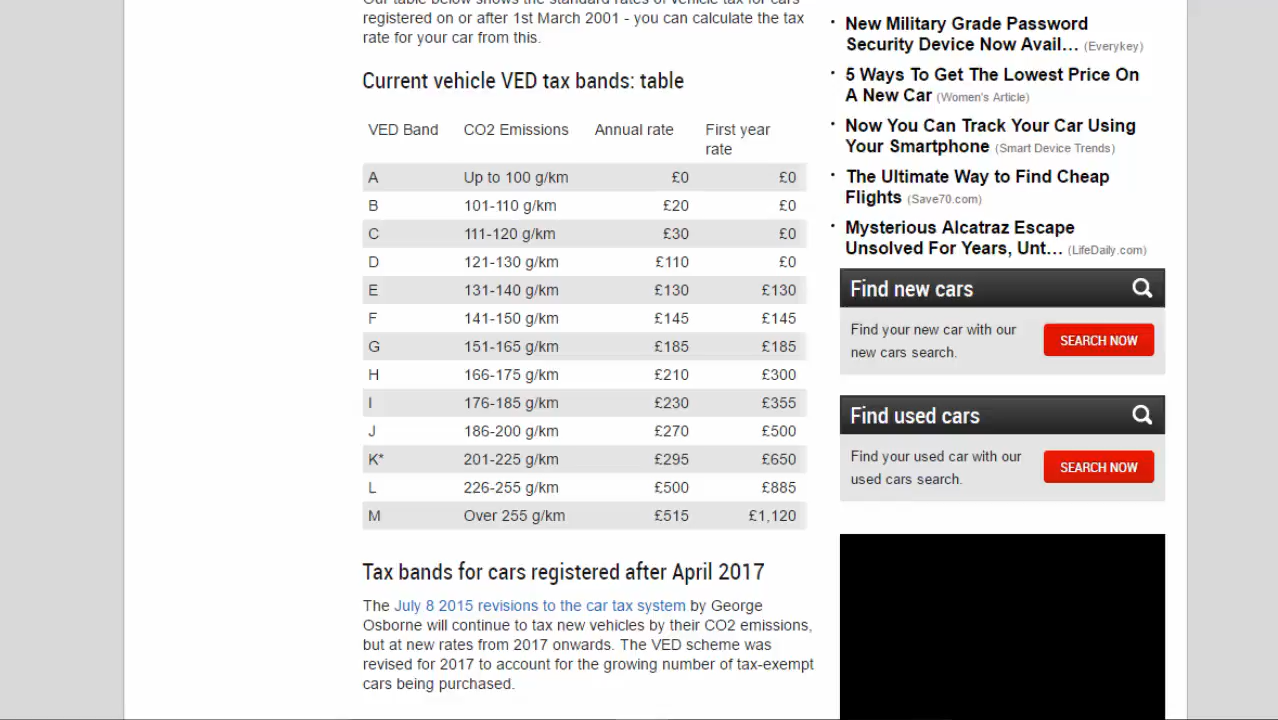 Our table below shows the standard rates of vehicle tax for cars
registered on or after 1st March 2001 - you can calculate the tax
rate for your car from this.
Current vehicle VED tax bands: table
VED Band CO2 Emissions Annual rate First year
rate
A Up to 100 g/km £0 £0
B 101-110 g/km £20 £0
C 111-120 g/km £30 £0
D 121-130 g/km £110 £0
E 131-140 g/km £130 £130
F 141-150 g/km £145 £145
G 151-165 g/km £185 £185
H 166-175 g/km £210 £300
I 176-185 g/km £230 £355
J 186-200 g/km £270 £500
K* 201-225 g/km £295 £650
L 226-255 g/km £500 £885
M Over 255 g/km £515 £1,120
Tax bands for cars registered after April 2017
The July 8 2015 revisions to the car tax system by George
Osborne will continue to tax new vehicles by their CO2 emissions,
but at new rates from 2017 onwards. The VED scheme was
revised for 2017 to account for the growing number of tax-exempt
cars being purchased.
· New Military Grade Password
Security Device Now Avail… (Everykey)
· 5 Ways To Get The Lowest Price On
A New Car (Women's Article)
· Now You Can Track Your Car Using
Your Smartphone (Smart Device Trends)
· The Ultimate Way to Find Cheap
Flights (Save70.com)
· Mysterious Alcatraz Escape
Unsolved For Years, Unt… (LifeDaily.com)
Find new cars
Find your new car with our
new cars search.
SEARCH NOW
Find used cars
Find your used car with our
used cars search.
SEARCH NOW